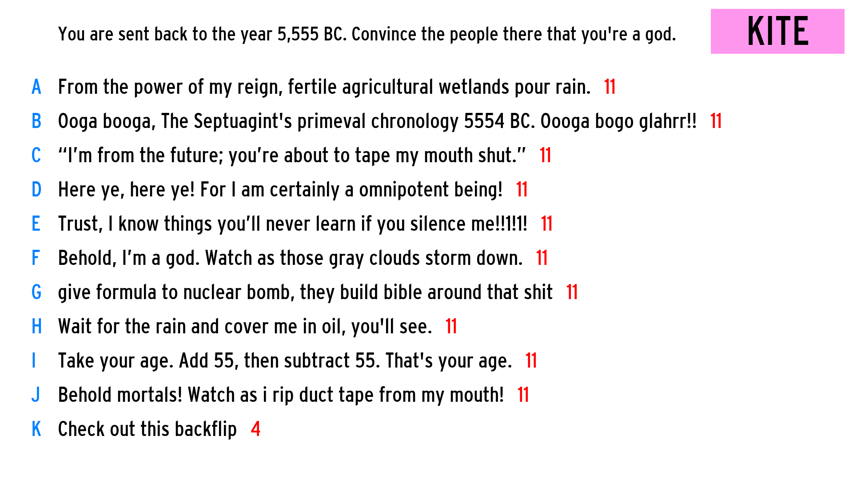 You are sent back to the year 5,555 BC. Convince the people there that you're a god.
KITE
A From the power of my reign, fertile agricultural wetlands pour rain. 11
B Ooga booga, The Septuagint's primeval chronology 5554 BC. Oooga bogo glahrr!! 11
C “I’m from the future; you’re about to tape my mouth shut.” 11
D Here ye, here ye! For I am certainly a omnipotent being! 11
E Trust, I know things you’ll never learn if you silence me!!1!1! 11
F Behold, I’m a god. Watch as those gray clouds storm down. 11
G give formula to nuclear bomb, they build bible around that shit 11
H Wait for the rain and cover me in oil, you'll see. 11
I Take your age. Add 55, then subtract 55. That's your age. 11
J Behold mortals! Watch as i rip duct tape from my mouth! 11
K Check out this backflip 4